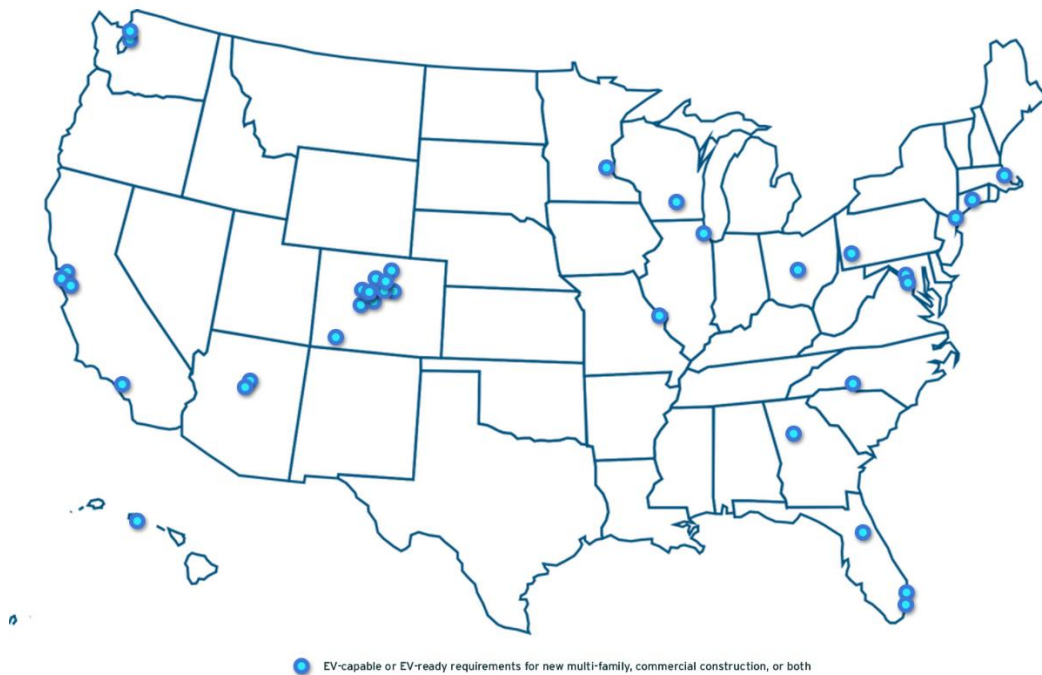 EV-capable or EV-ready requirements for new multi-family, commercial construction, or both